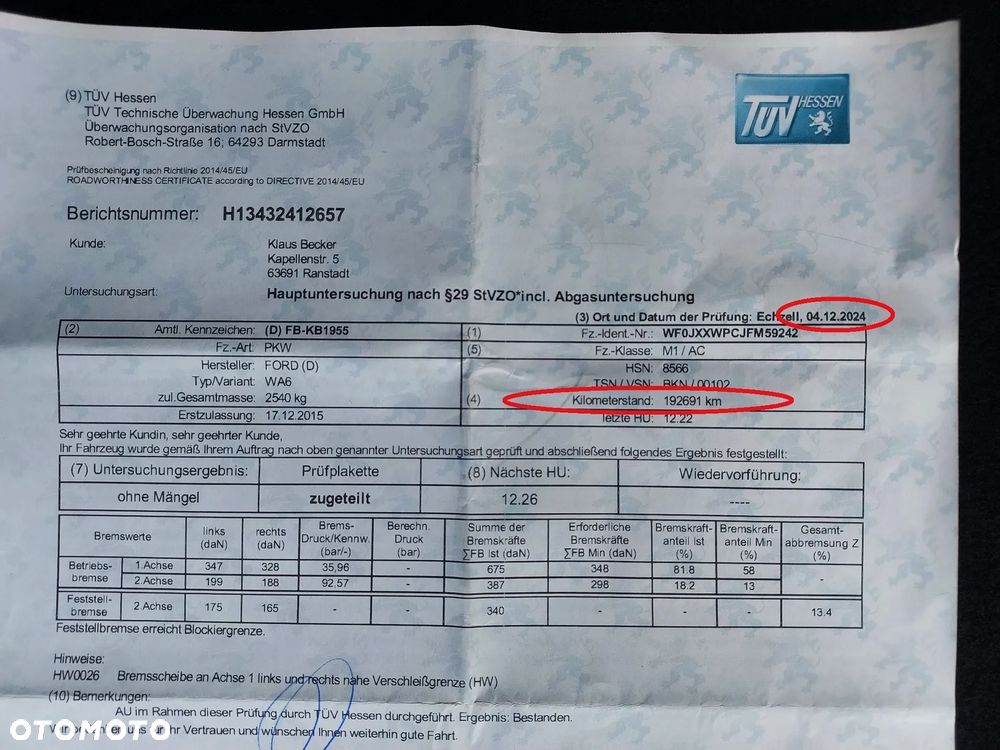 (9) TÜV Hessen
TÜV Technische Überwachung Hessen GmbH
Überwachungsorganisation nach StVZO
Robert-Bosch-Straße 16; 64293 Darmstadt
TÜV HESSEN
Prüfbescheinigung nach Richtlinie 2014/45/EU
ROADWORTHINESS CERTIFICATE according to DIRECTIVE 2014/45/EU
Berichtsnummer: H13432412657
Kunde: Klaus Becker
Kapellenstr. 5
63691 Ranstadt
Untersuchungsart: Hauptuntersuchung nach §29 StVZO*incl. Abgasuntersuchung
(3) Ort und Datum der Prüfung: Echzell, 04.12.2024
(2) Amtl. Kennzeichen: (D) FB-KB1955 (1) Fz.-Ident.-Nr.: WF0JXXWPCJFM59242
Fz.-Art: PKW (5) Fz.-Klasse: M1 / AC
Hersteller: FORD (D) HSN: 8566
Typ/Variant: WA6 TSN / VSN: BKN / 00102
zul.Gesamtmasse: 2540 kg (4) Kilometerstand: 192691 km
Erstzulassung: 17.12.2015 letzte HU: 12.22
Sehr geehrte Kundin, sehr geehrter Kunde,
Ihr Fahrzeug wurde gemäß Ihrem Auftrag nach oben genannter Untersuchungsart geprüft und abschließend folgendes Ergebnis festgestellt:
(7) Untersuchungsergebnis: Prüfplakette (8) Nächste HU: Wiedervorführung:
ohne Mängel zugeteilt 12.26 ----
Bremswerte links (daN) rechts (daN) Brems- Druck/Kennw. (bar/-) Berechn. Druck (bar) Summe der Bremskräfte ∑FB Ist (daN) Erforderliche Bremskräfte ∑FB Min (daN) Bremskraft- anteil Ist (%) Bremskraft- anteil Min (%) Gesamt- abbremsung Z (%)
Betriebs- bremse 1.Achse 347 328 35,96 - 675 348 81.8 58 -
2.Achse 199 188 92,57 - 387 298 18.2 13
Feststell- bremse 2.Achse 175 165 - - 340 - - - 13.4
Feststellbremse erreicht Blockiergrenze.
Hinweise:
HW0026 Bremsscheibe an Achse 1 links und rechts nahe Verschleißgrenze (HW)
(10) Bemerkungen:
AU im Rahmen dieser Prüfung durch TÜV Hessen durchgeführt. Ergebnis: Bestanden.
Ihr Vertrauen und wünschen Ihnen weiterhin gute Fahrt.
OTOMOTO